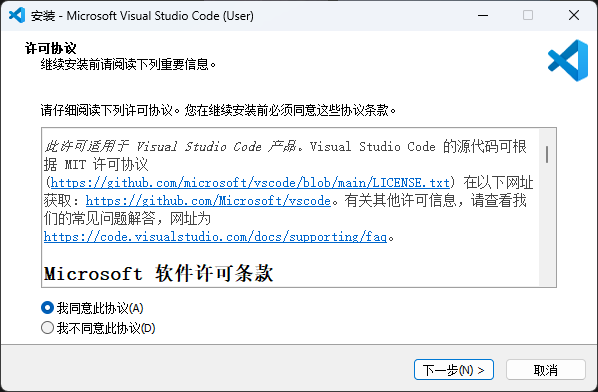 安装 - Microsoft Visual Studio Code (User)
许可协议
继续安装前请阅读下列重要信息。
请仔细阅读下列许可协议。您在继续安装前必须同意这些协议条款。
此许可适用于 Visual Studio Code 产品。Visual Studio Code 的源代码可根
据 MIT 许可协议
(https://github.com/microsoft/vscode/blob/main/LICENSE.txt) 在以下网址
获取：https://github.com/Microsoft/vscode。有关其他许可信息，请查看我
们的常见问题解答，网址为
https://code.visualstudio.com/docs/supporting/faq。
Microsoft 软件许可条款
我同意此协议(A)
我不同意此协议(D)
下一步(N) >
取消